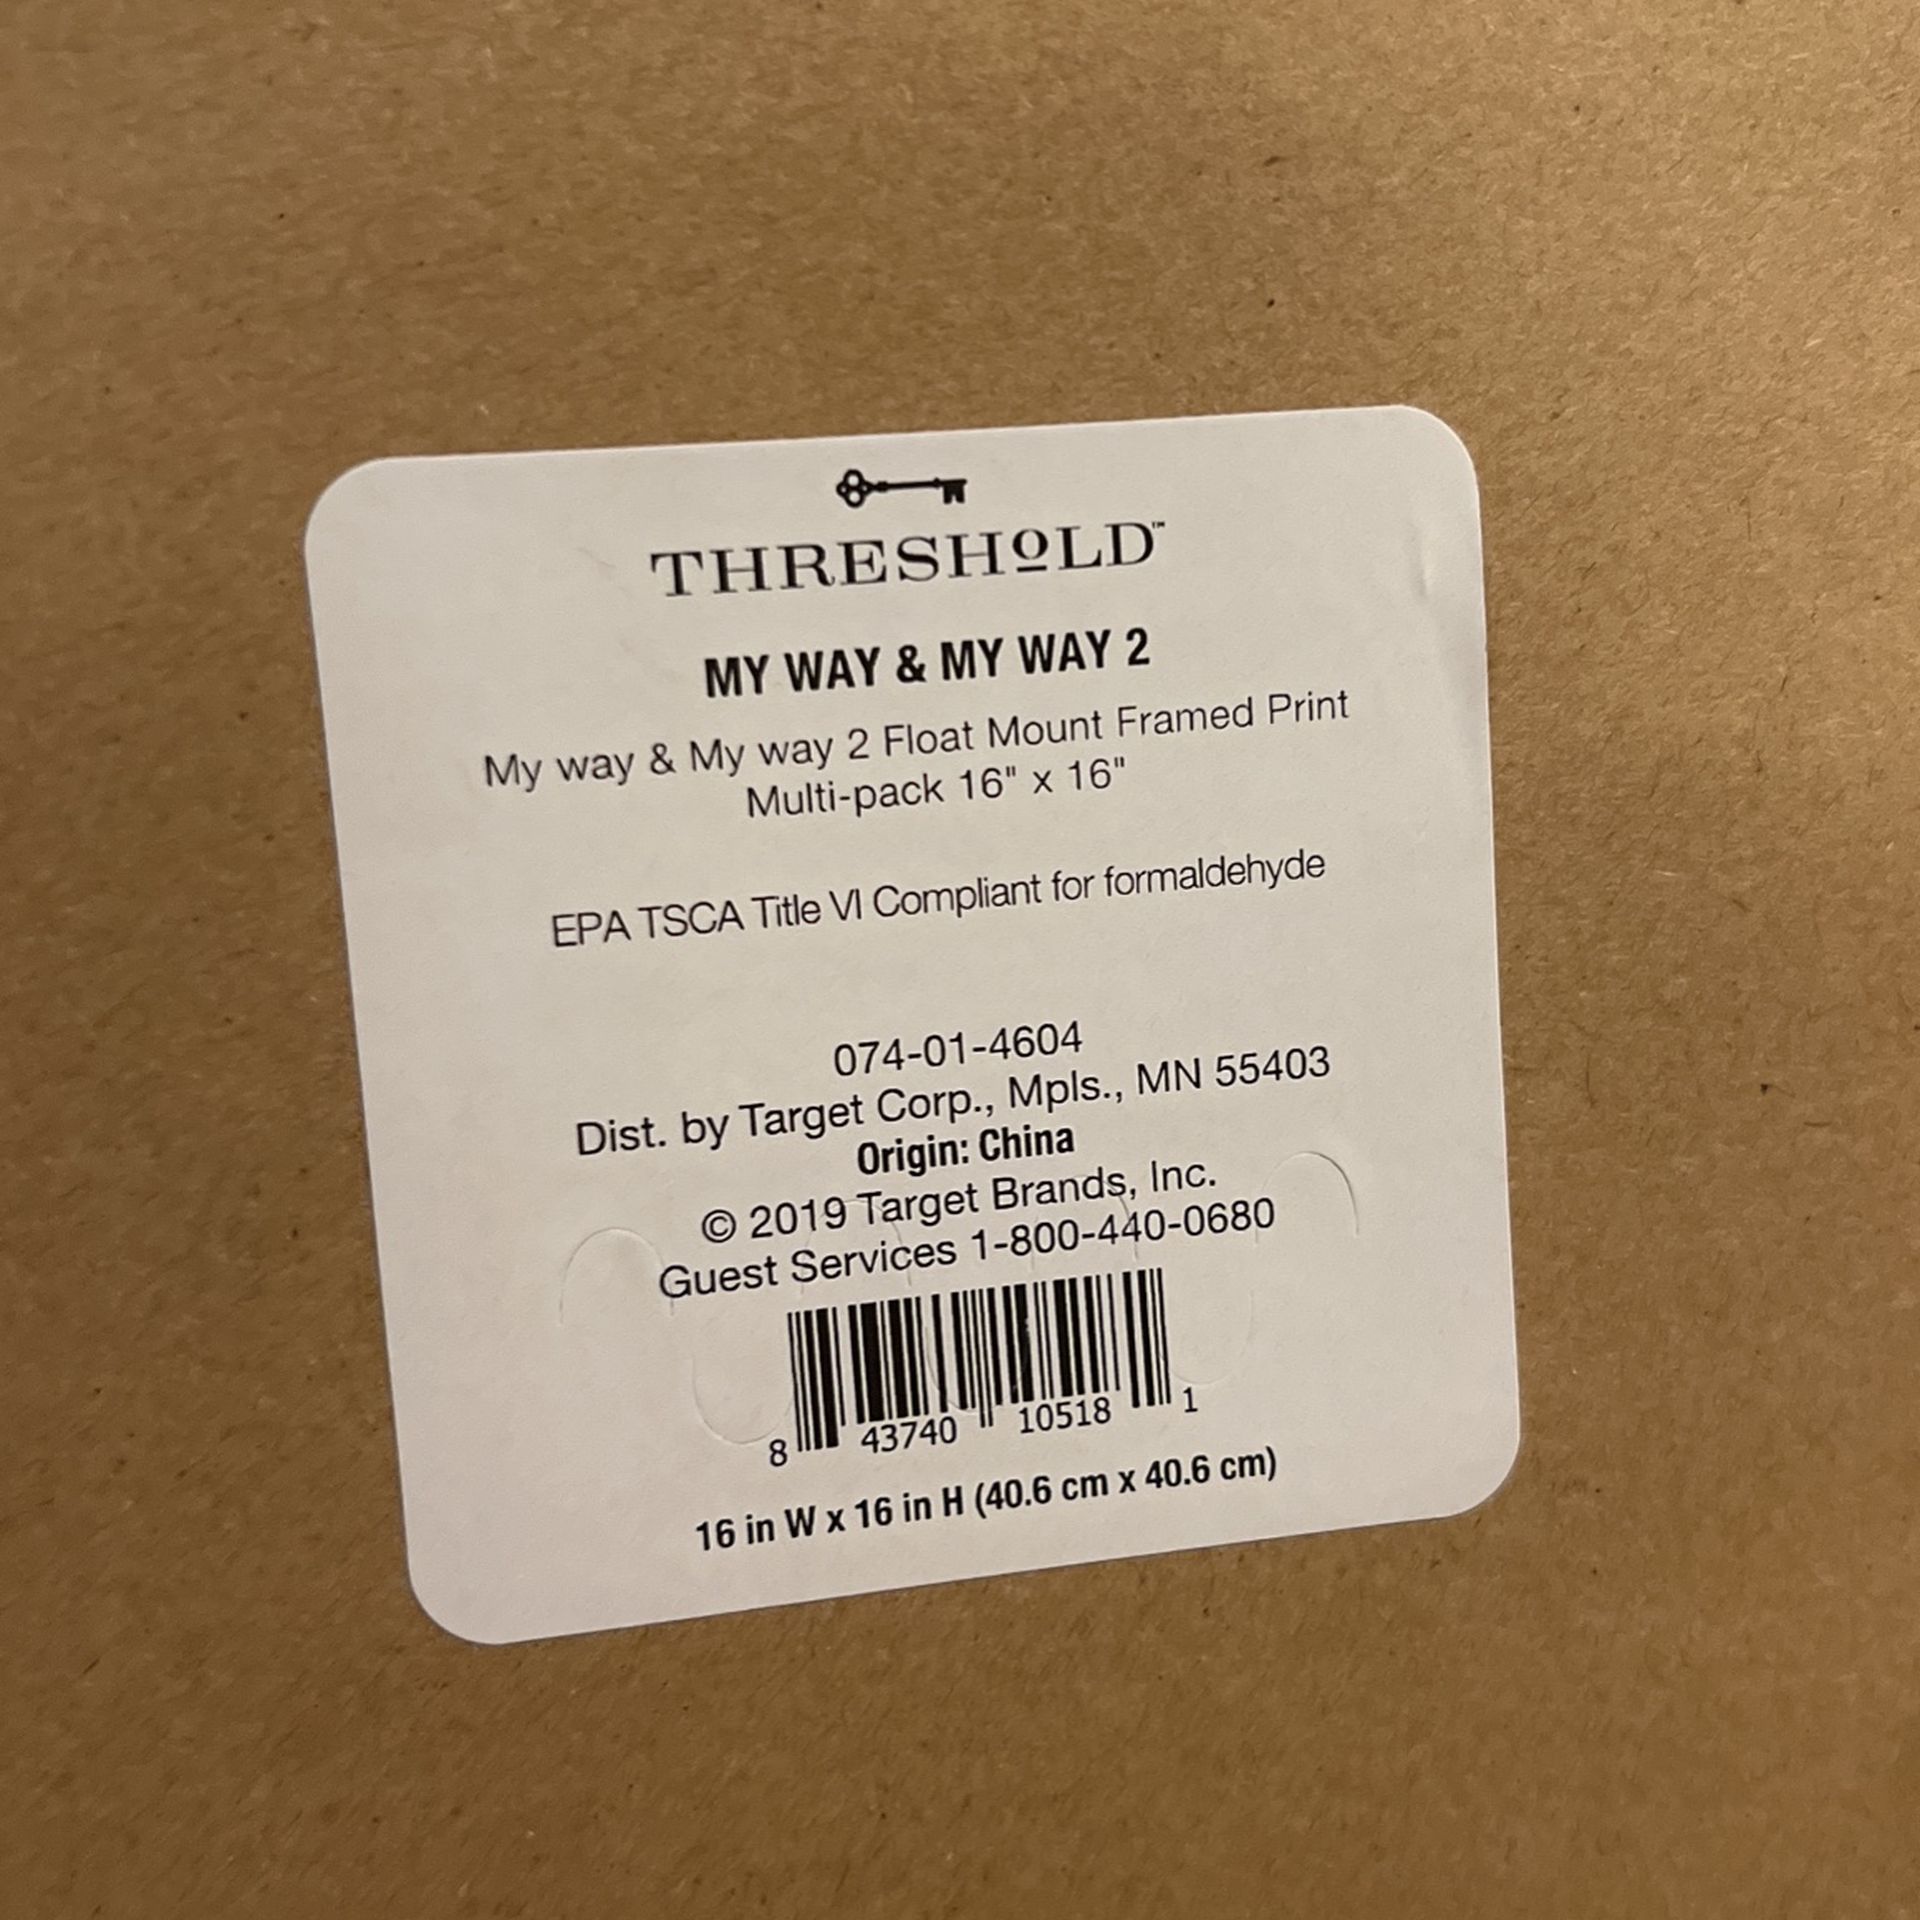 THRESHOLD™
MY WAY & MY WAY 2
My way & My way 2 Float Mount Framed Print
Multi-pack 16" x 16"
EPA TSCA Title VI Compliant for formaldehyde
074-01-4604
Dist. by Target Corp., Mpls., MN 55403
Origin: China
© 2019 Target Brands, Inc.
Guest Services 1-800-440-0680
8 43740 10518 1
16 in W x 16 in H (40.6 cm x 40.6 cm)